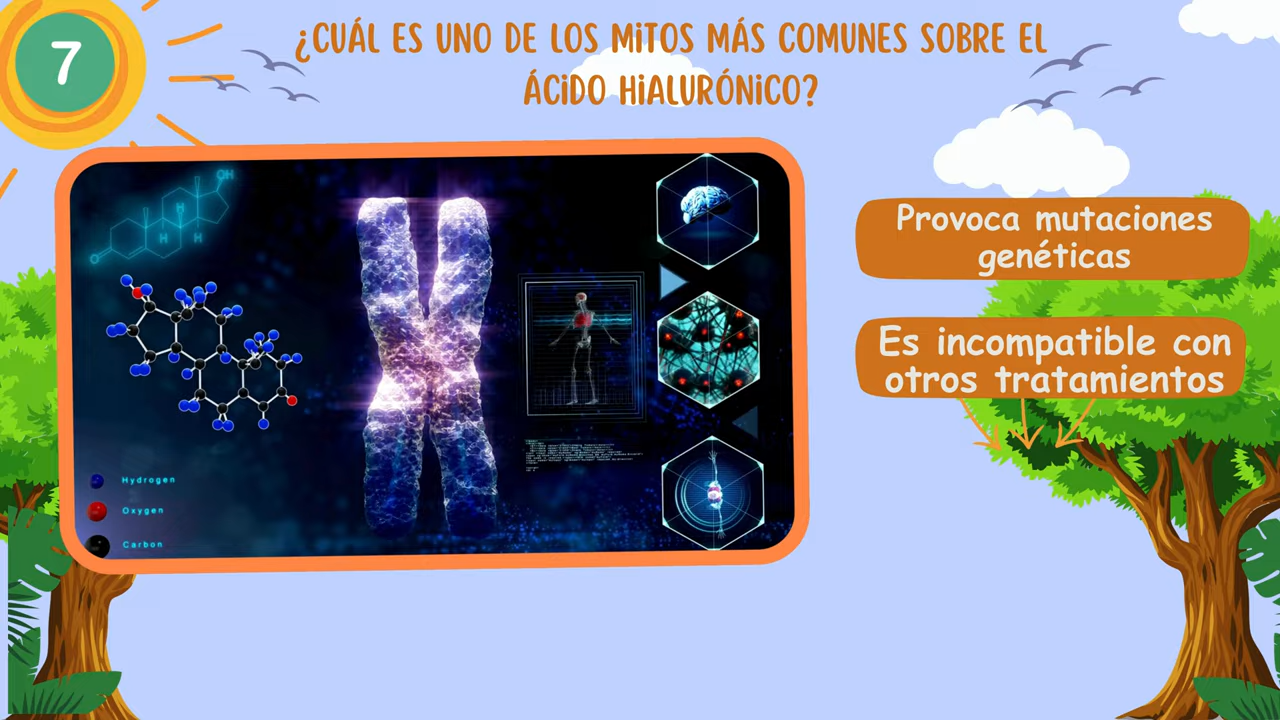 7
¿CUÁL ES UNO DE LOS MITOS MÁS COMUNES SOBRE EL
ÁCIDO HIALURÓNICO?
OH
H
H
H
O
Provoca mutaciones
genéticas
Es incompatible con
otros tratamientos
Hydrogen
Oxygen
Carbon